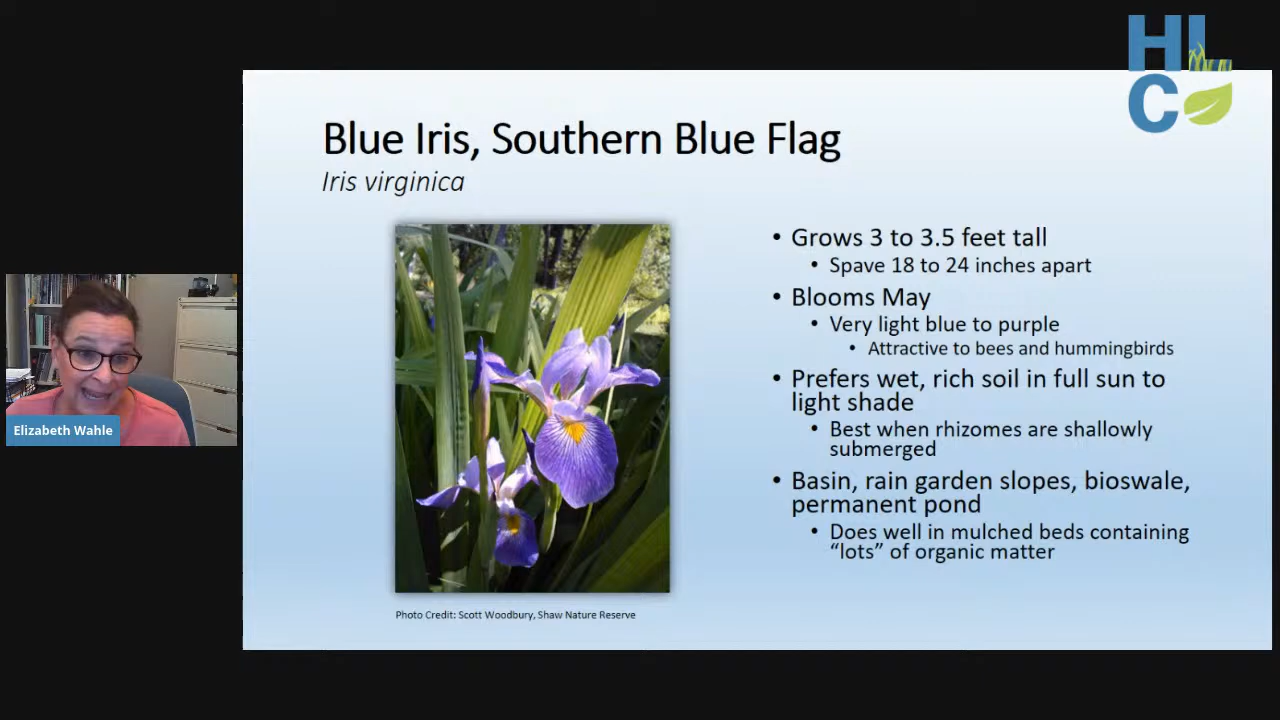 HL
C
Blue Iris, Southern Blue Flag
Iris virginica
• Grows 3 to 3.5 feet tall
• Spave 18 to 24 inches apart
• Blooms May
• Very light blue to purple
• Attractive to bees and hummingbirds
• Prefers wet, rich soil in full sun to
light shade
• Best when rhizomes are shallowly
submerged
• Basin, rain garden slopes, bioswale,
permanent pond
• Does well in mulched beds containing
“lots” of organic matter
Photo Credit: Scott Woodbury, Shaw Nature Reserve
Elizabeth Wahle